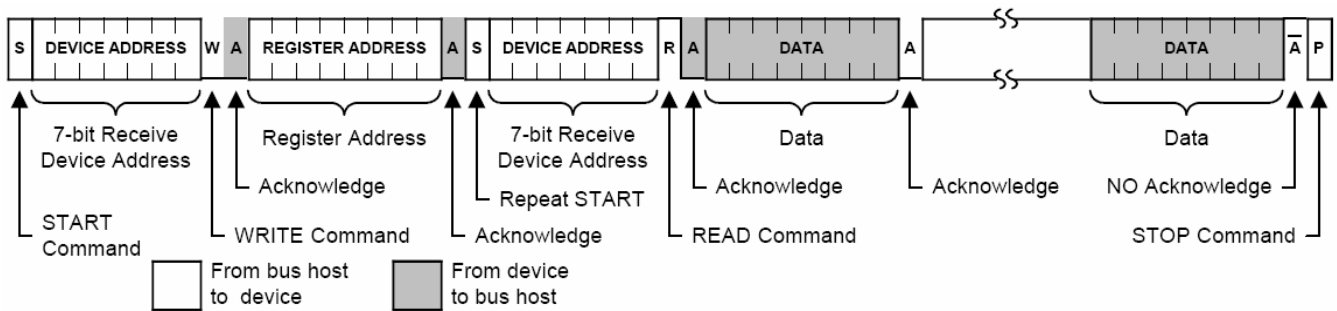 S DEVICE ADDRESS W A REGISTER ADDRESS A S DEVICE ADDRESS R A DATA A DATA A̅ P
7-bit Receive Device Address
Register Address
7-bit Receive Device Address
Data
Data
Acknowledge
Repeat START
Acknowledge
Acknowledge
NO Acknowledge
START Command
WRITE Command
Acknowledge
READ Command
STOP Command
From bus host to device
From device to bus host